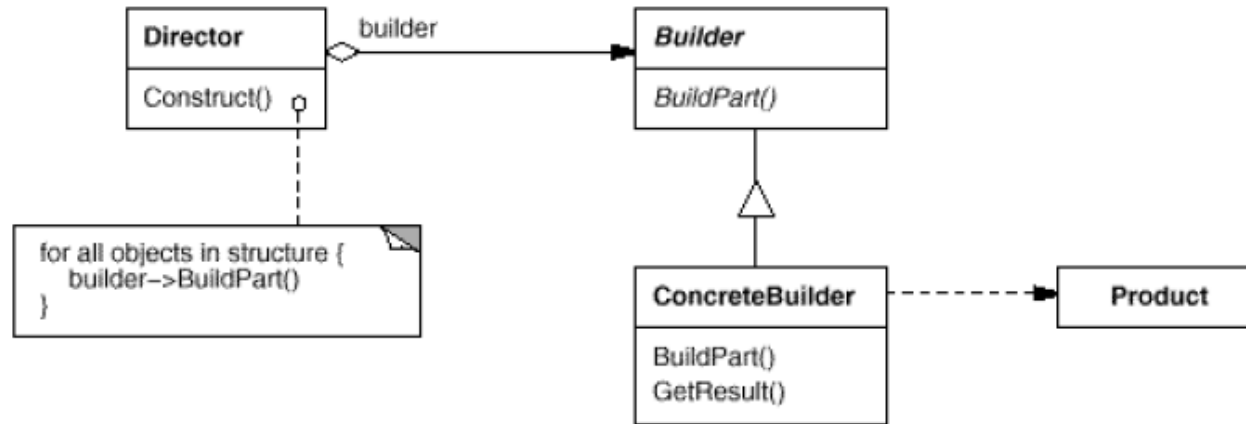 Director
builder
Builder
Construct()
BuildPart()
for all objects in structure {
builder->BuildPart()
}
ConcreteBuilder
Product
BuildPart()
GetResult()